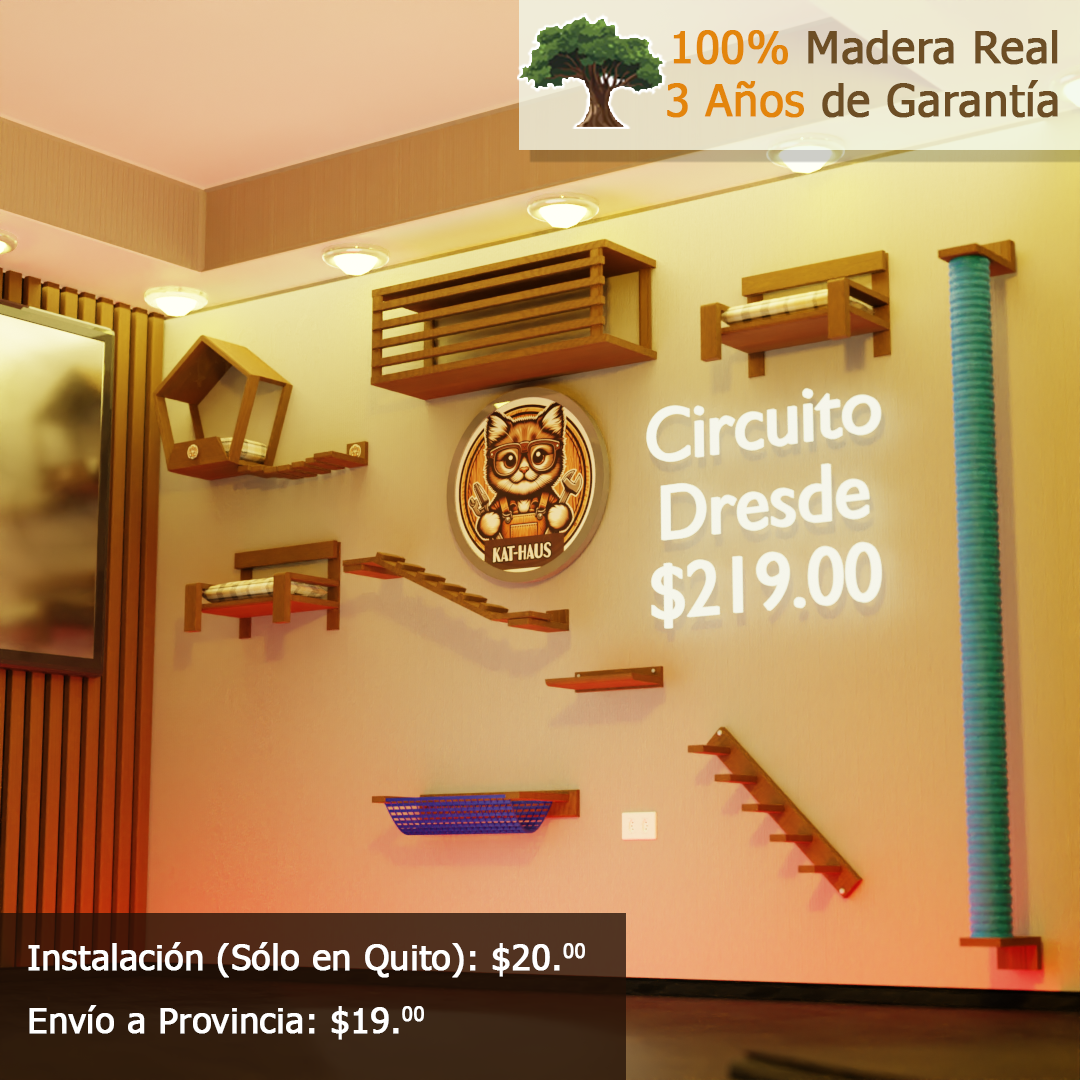 100% Madera Real
3 Años de Garantía
Circuito
Dresde
$219.00
KAT-HAUS
Instalación (Sólo en Quito): $20.00
Envío a Provincia: $19.00